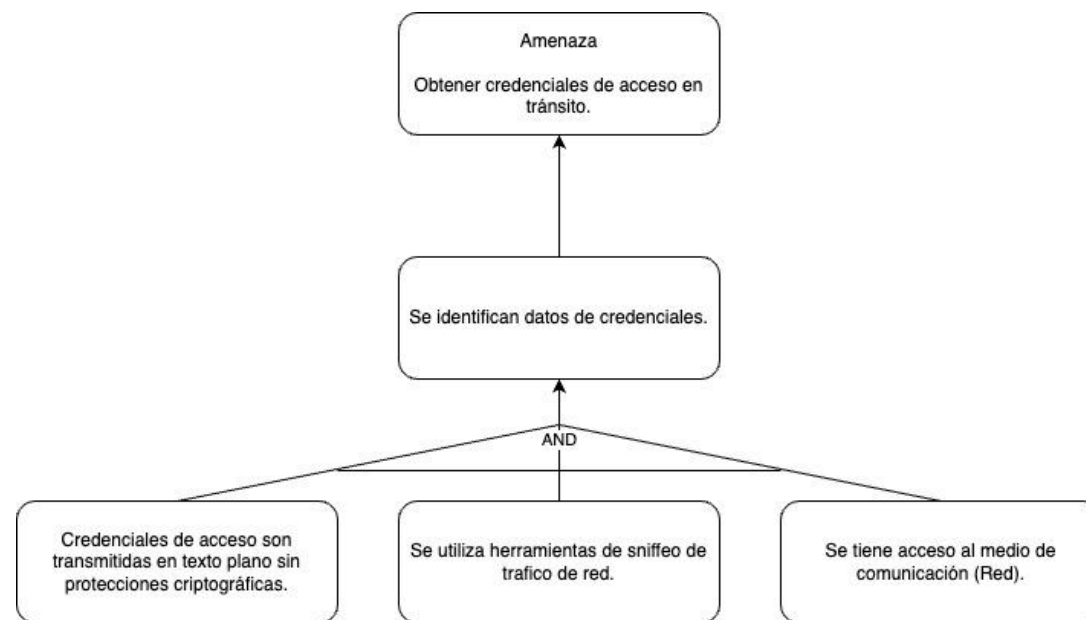 Amenaza
Obtener credenciales de acceso en
tránsito.
Se identifican datos de credenciales.
AND
Credenciales de acceso son
transmitidas en texto plano sin
protecciones criptográficas.
Se utiliza herramientas de sniffeo de
trafico de red.
Se tiene acceso al medio de
comunicación (Red).